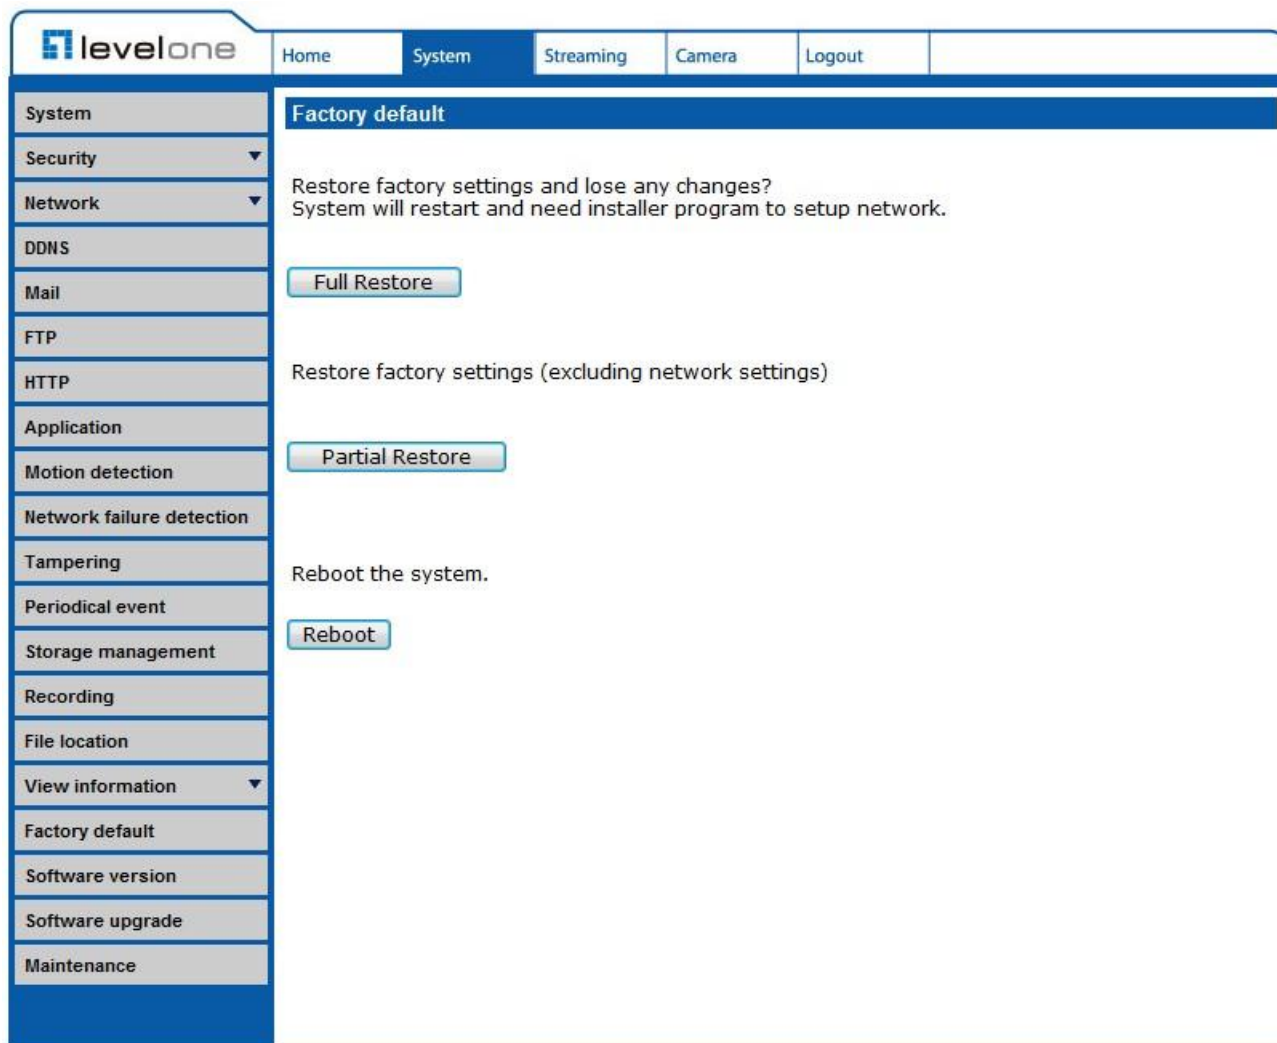 levelone
Home System Streaming Camera Logout
System
Security
Network
DDNS
Mail
FTP
HTTP
Application
Motion detection
Network failure detection
Tampering
Periodical event
Storage management
Recording
File location
View information
Factory default
Software version
Software upgrade
Maintenance
Factory default
Restore factory settings and lose any changes?
System will restart and need installer program to setup network.
Full Restore
Restore factory settings (excluding network settings)
Partial Restore
Reboot the system.
Reboot